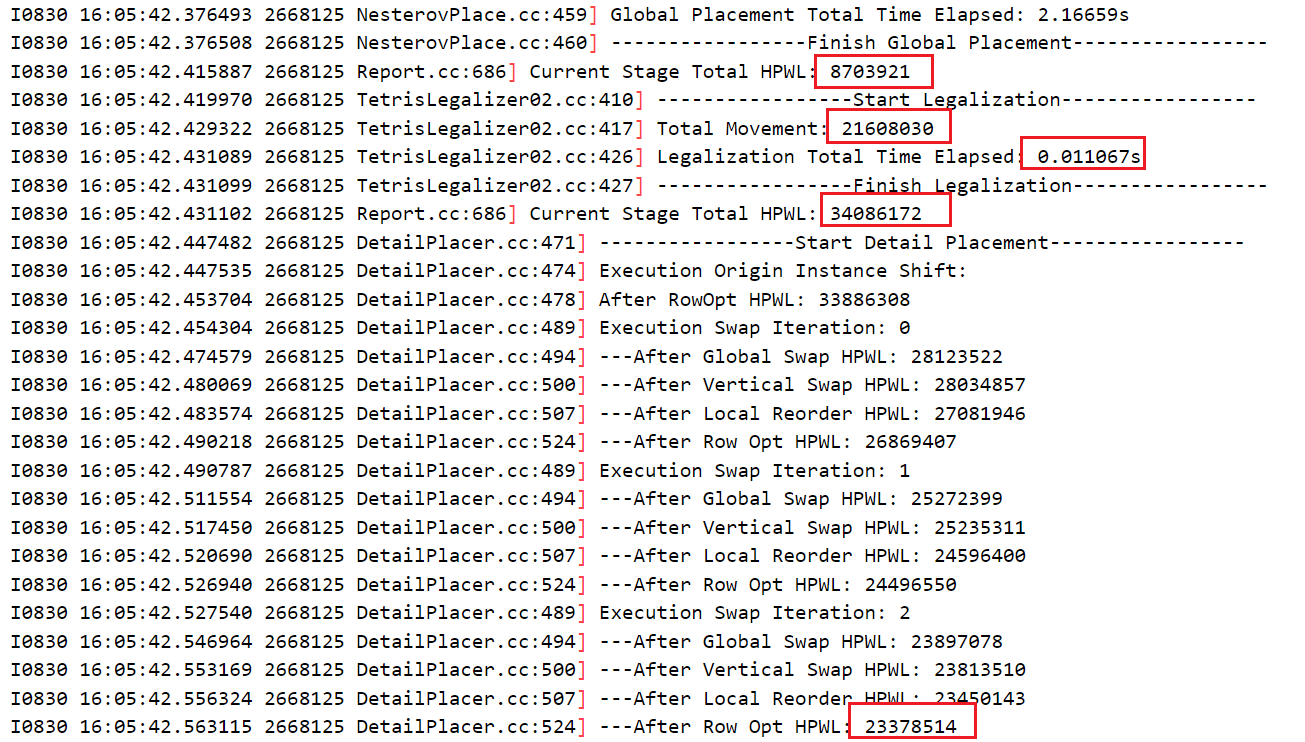 I0830 16:05:42.376493 2668125 NesterovPlace.cc:459] Global Placement Total Time Elapsed: 2.16659s
I0830 16:05:42.376508 2668125 NesterovPlace.cc:460] -----------------Finish Global Placement-----------------
I0830 16:05:42.415887 2668125 Report.cc:686] Current Stage Total HPWL: 8703921
I0830 16:05:42.419970 2668125 TetrisLegalizer02.cc:410] -----------------Start Legalization-----------------
I0830 16:05:42.429322 2668125 TetrisLegalizer02.cc:417] Total Movement: 21608030
I0830 16:05:42.431089 2668125 TetrisLegalizer02.cc:426] Legalization Total Time Elapsed: 0.011067s
I0830 16:05:42.431099 2668125 TetrisLegalizer02.cc:427] -----------------Finish Legalization-----------------
I0830 16:05:42.431102 2668125 Report.cc:686] Current Stage Total HPWL: 34086172
I0830 16:05:42.447482 2668125 DetailPlacer.cc:471] -----------------Start Detail Placement-----------------
I0830 16:05:42.447535 2668125 DetailPlacer.cc:474] Execution Origin Instance Shift:
I0830 16:05:42.453704 2668125 DetailPlacer.cc:478] After RowOpt HPWL: 33886308
I0830 16:05:42.454304 2668125 DetailPlacer.cc:489] Execution Swap Iteration: 0
I0830 16:05:42.474579 2668125 DetailPlacer.cc:494] ---After Global Swap HPWL: 28123522
I0830 16:05:42.480069 2668125 DetailPlacer.cc:500] ---After Vertical Swap HPWL: 28034857
I0830 16:05:42.483574 2668125 DetailPlacer.cc:507] ---After Local Reorder HPWL: 27081946
I0830 16:05:42.490218 2668125 DetailPlacer.cc:524] ---After Row Opt HPWL: 26869407
I0830 16:05:42.490787 2668125 DetailPlacer.cc:489] Execution Swap Iteration: 1
I0830 16:05:42.511554 2668125 DetailPlacer.cc:494] ---After Global Swap HPWL: 25272399
I0830 16:05:42.517450 2668125 DetailPlacer.cc:500] ---After Vertical Swap HPWL: 25235311
I0830 16:05:42.520690 2668125 DetailPlacer.cc:507] ---After Local Reorder HPWL: 24596400
I0830 16:05:42.526940 2668125 DetailPlacer.cc:524] ---After Row Opt HPWL: 24496550
I0830 16:05:42.527540 2668125 DetailPlacer.cc:489] Execution Swap Iteration: 2
I0830 16:05:42.546964 2668125 DetailPlacer.cc:494] ---After Global Swap HPWL: 23897078
I0830 16:05:42.553169 2668125 DetailPlacer.cc:500] ---After Vertical Swap HPWL: 23813510
I0830 16:05:42.556324 2668125 DetailPlacer.cc:507] ---After Local Reorder HPWL: 23450143
I0830 16:05:42.563115 2668125 DetailPlacer.cc:524] ---After Row Opt HPWL: 23378514